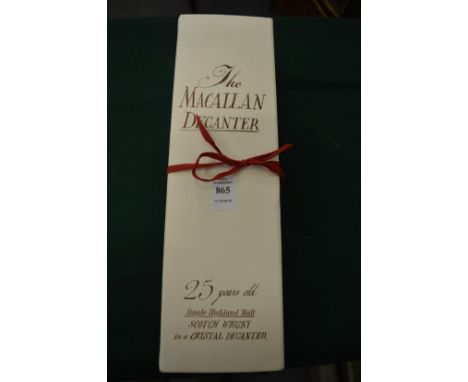 The
MACALLAN
DECANTER
865
25 years old
Single Highland Malt
SCOTCH WHISKY
in a CRYSTAL DECANTER